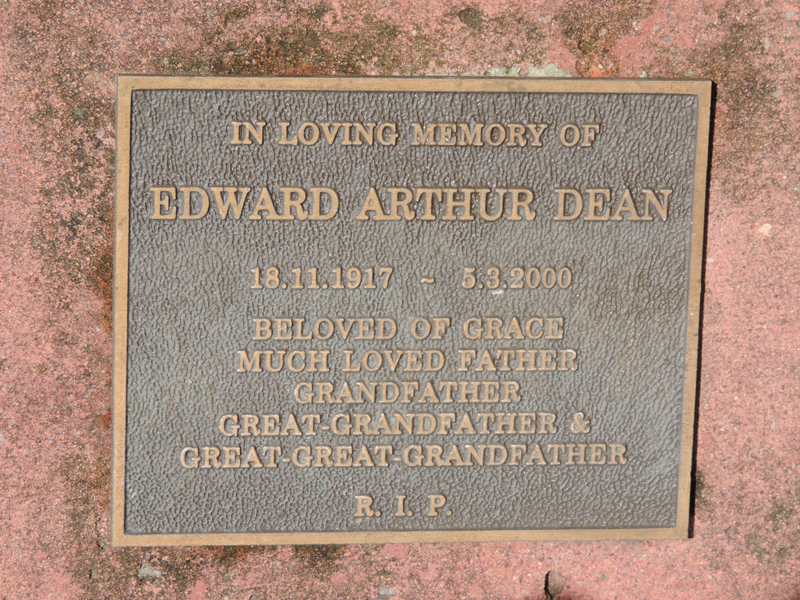 IN LOVING MEMORY OF
EDWARD ARTHUR DEAN
18.11.1917 ~ 5.3.2000
BELOVED OF GRACE
MUCH LOVED FATHER
GRANDFATHER
GREAT-GRANDFATHER &
GREAT-GREAT-GRANDFATHER
R. I. P.